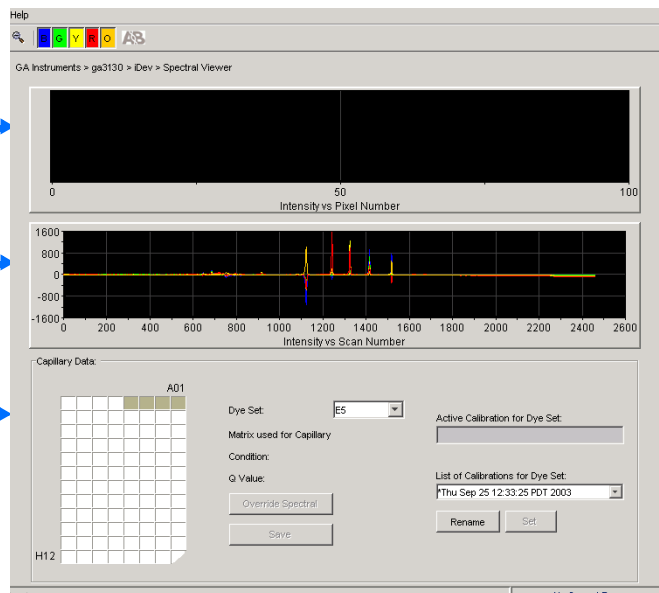 Help
B G Y R O AB
GA Instruments > ga3130 > iDev > Spectral Viewer
0 50 100
Intensity vs Pixel Number
1600
800
0
-800
-1600
0 200 400 600 800 1000 1200 1400 1600 1800 2000 2200 2400 2600
Intensity vs Scan Number
Capillary Data:
A01
H12
Dye Set: E5
Matrix used for Capillary
Condition:
Q Value:
Override Spectral
Save
Active Calibration for Dye Set:
List of Calibrations for Dye Set:
*Thu Sep 25 12:33:25 PDT 2003
Rename Set